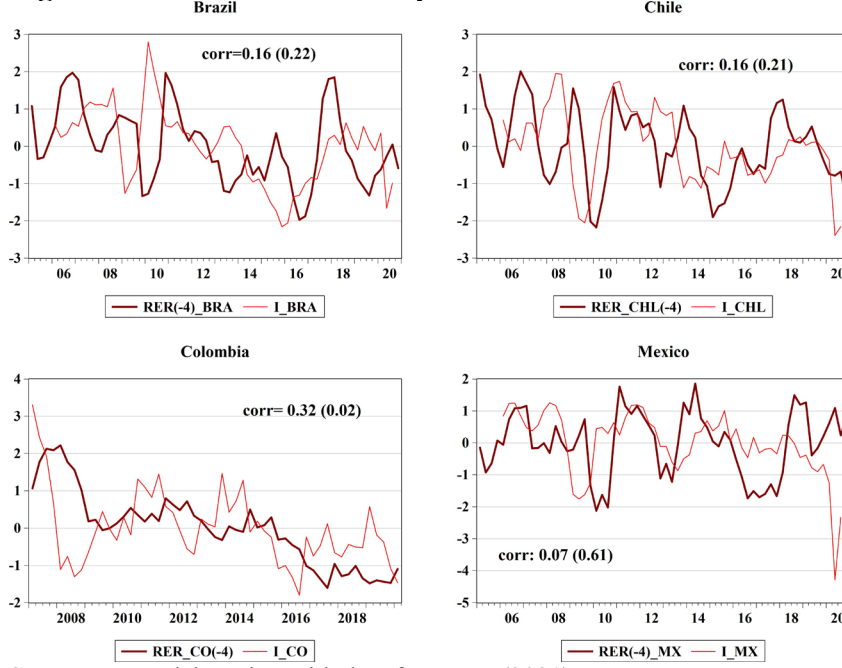 Brazil
3
2
1
0
-1
-2
-3
corr=0.16 (0.22)
06 08 10 12 14 16 18 20
RER(-4)_BRA I_BRA
Chile
3
2
1
0
-1
-2
-3
corr: 0.16 (0.21)
06 08 10 12 14 16 18 20
RER_CHL(-4) I_CHL
Colombia
4
3
2
1
0
-1
-2
corr= 0.32 (0.02)
2008 2010 2012 2014 2016 2018
RER_CO(-4) I_CO
Mexico
2
1
0
-1
-2
-3
-4
-5
corr: 0.07 (0.61)
06 08 10 12 14 16 18 20
RER(-4)_MX I_MX